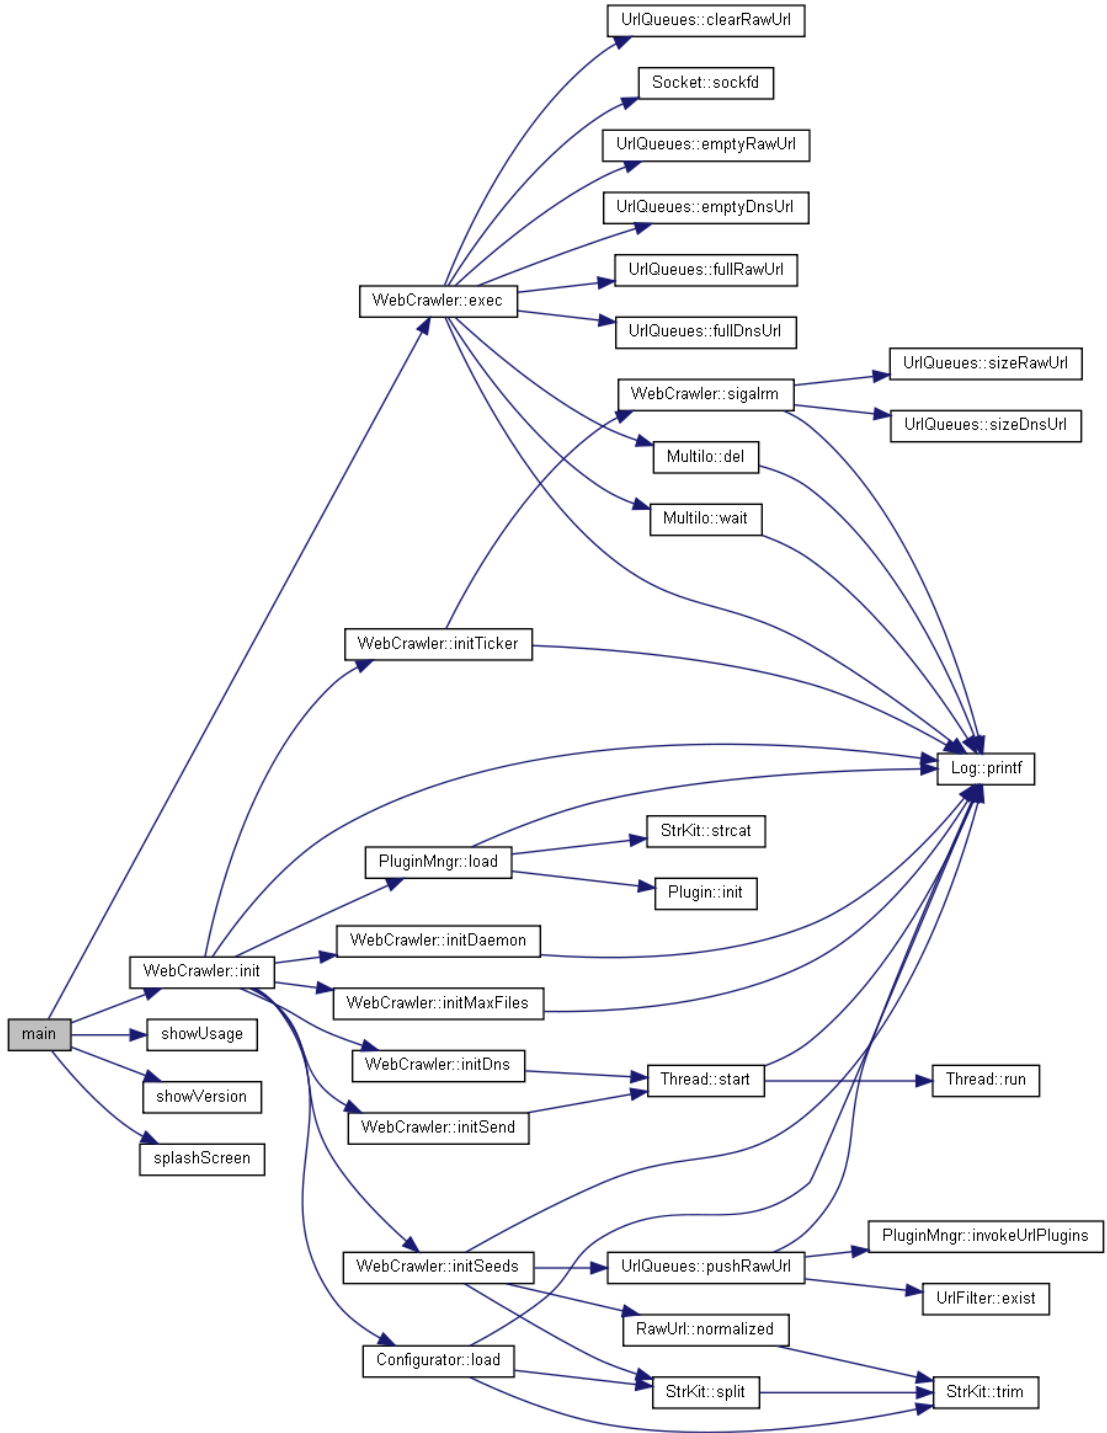 UrlQueues::clearRawUrl
Socket::sockfd
UrlQueues::emptyRawUrl
UrlQueues::emptyDnsUrl
UrlQueues::fullRawUrl
WebCrawler::exec
UrlQueues::fullDnsUrl
UrlQueues::sizeRawUrl
WebCrawler::sigalrm
UrlQueues::sizeDnsUrl
MultiIo::del
MultiIo::wait
WebCrawler::initTicker
Log::printf
StrKit::strcat
PluginMngr::load
Plugin::init
WebCrawler::initDaemon
WebCrawler::init
WebCrawler::initMaxFiles
main
showUsage
WebCrawler::initDns
Thread::start
Thread::run
showVersion
WebCrawler::initSend
splashScreen
PluginMngr::invokeUrlPlugins
WebCrawler::initSeeds
UrlQueues::pushRawUrl
UrlFilter::exist
RawUrl::normalized
Configurator::load
StrKit::split
StrKit::trim